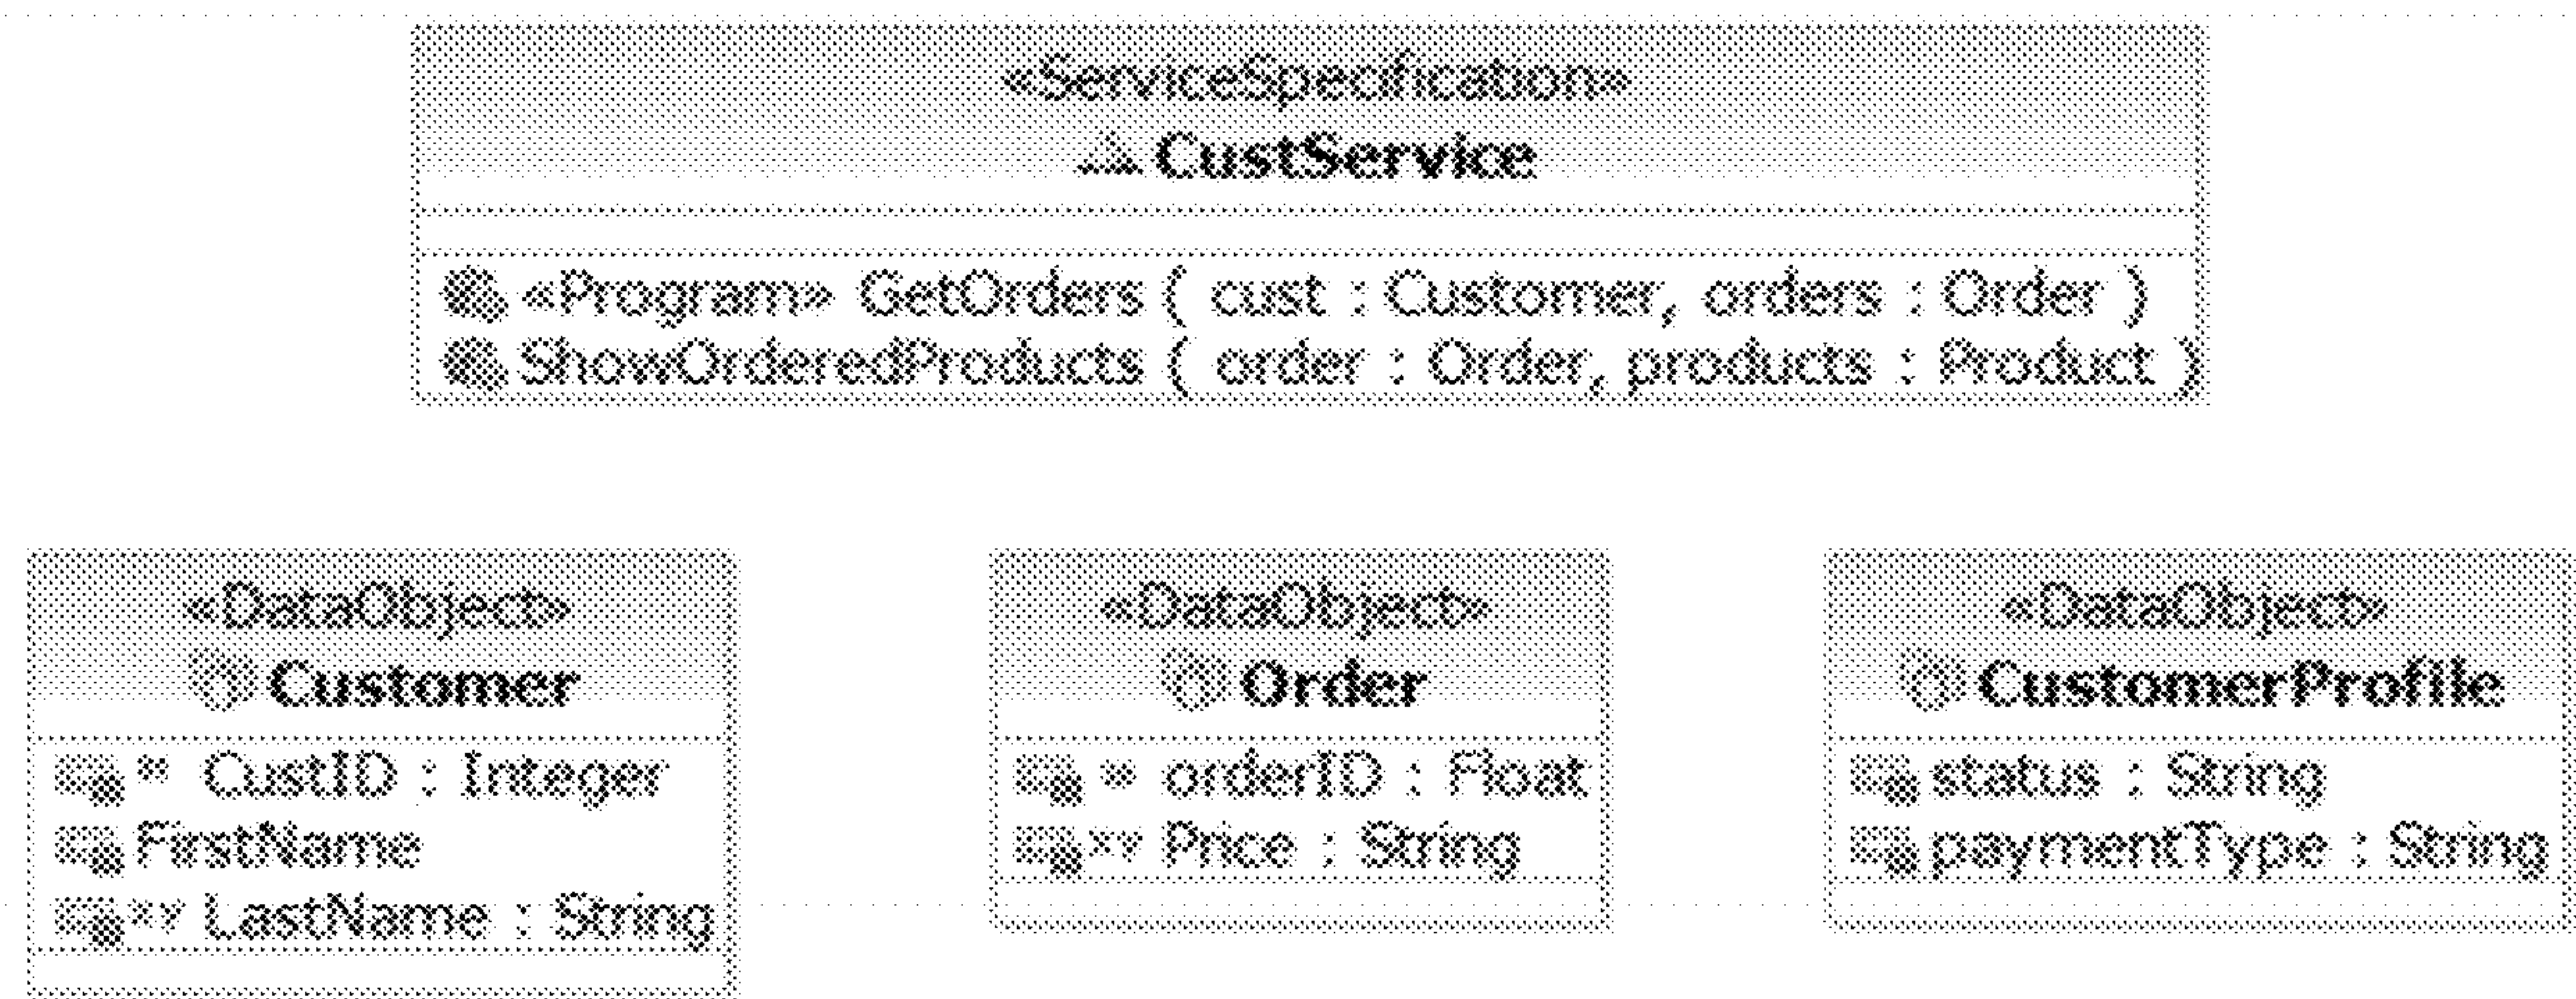 «ServiceSpecification»
CustService
«Program» GetOrders ( cust : Customer, orders : Order )
ShowOrderedProducts ( order : Order, products : Product )
«DataObject»
Customer
* CustID : Integer
FirstName
LastName : String
«DataObject»
Order
* orderID : Float
Price : String
«DataObject»
CustomerProfile
status : String
paymentType : String